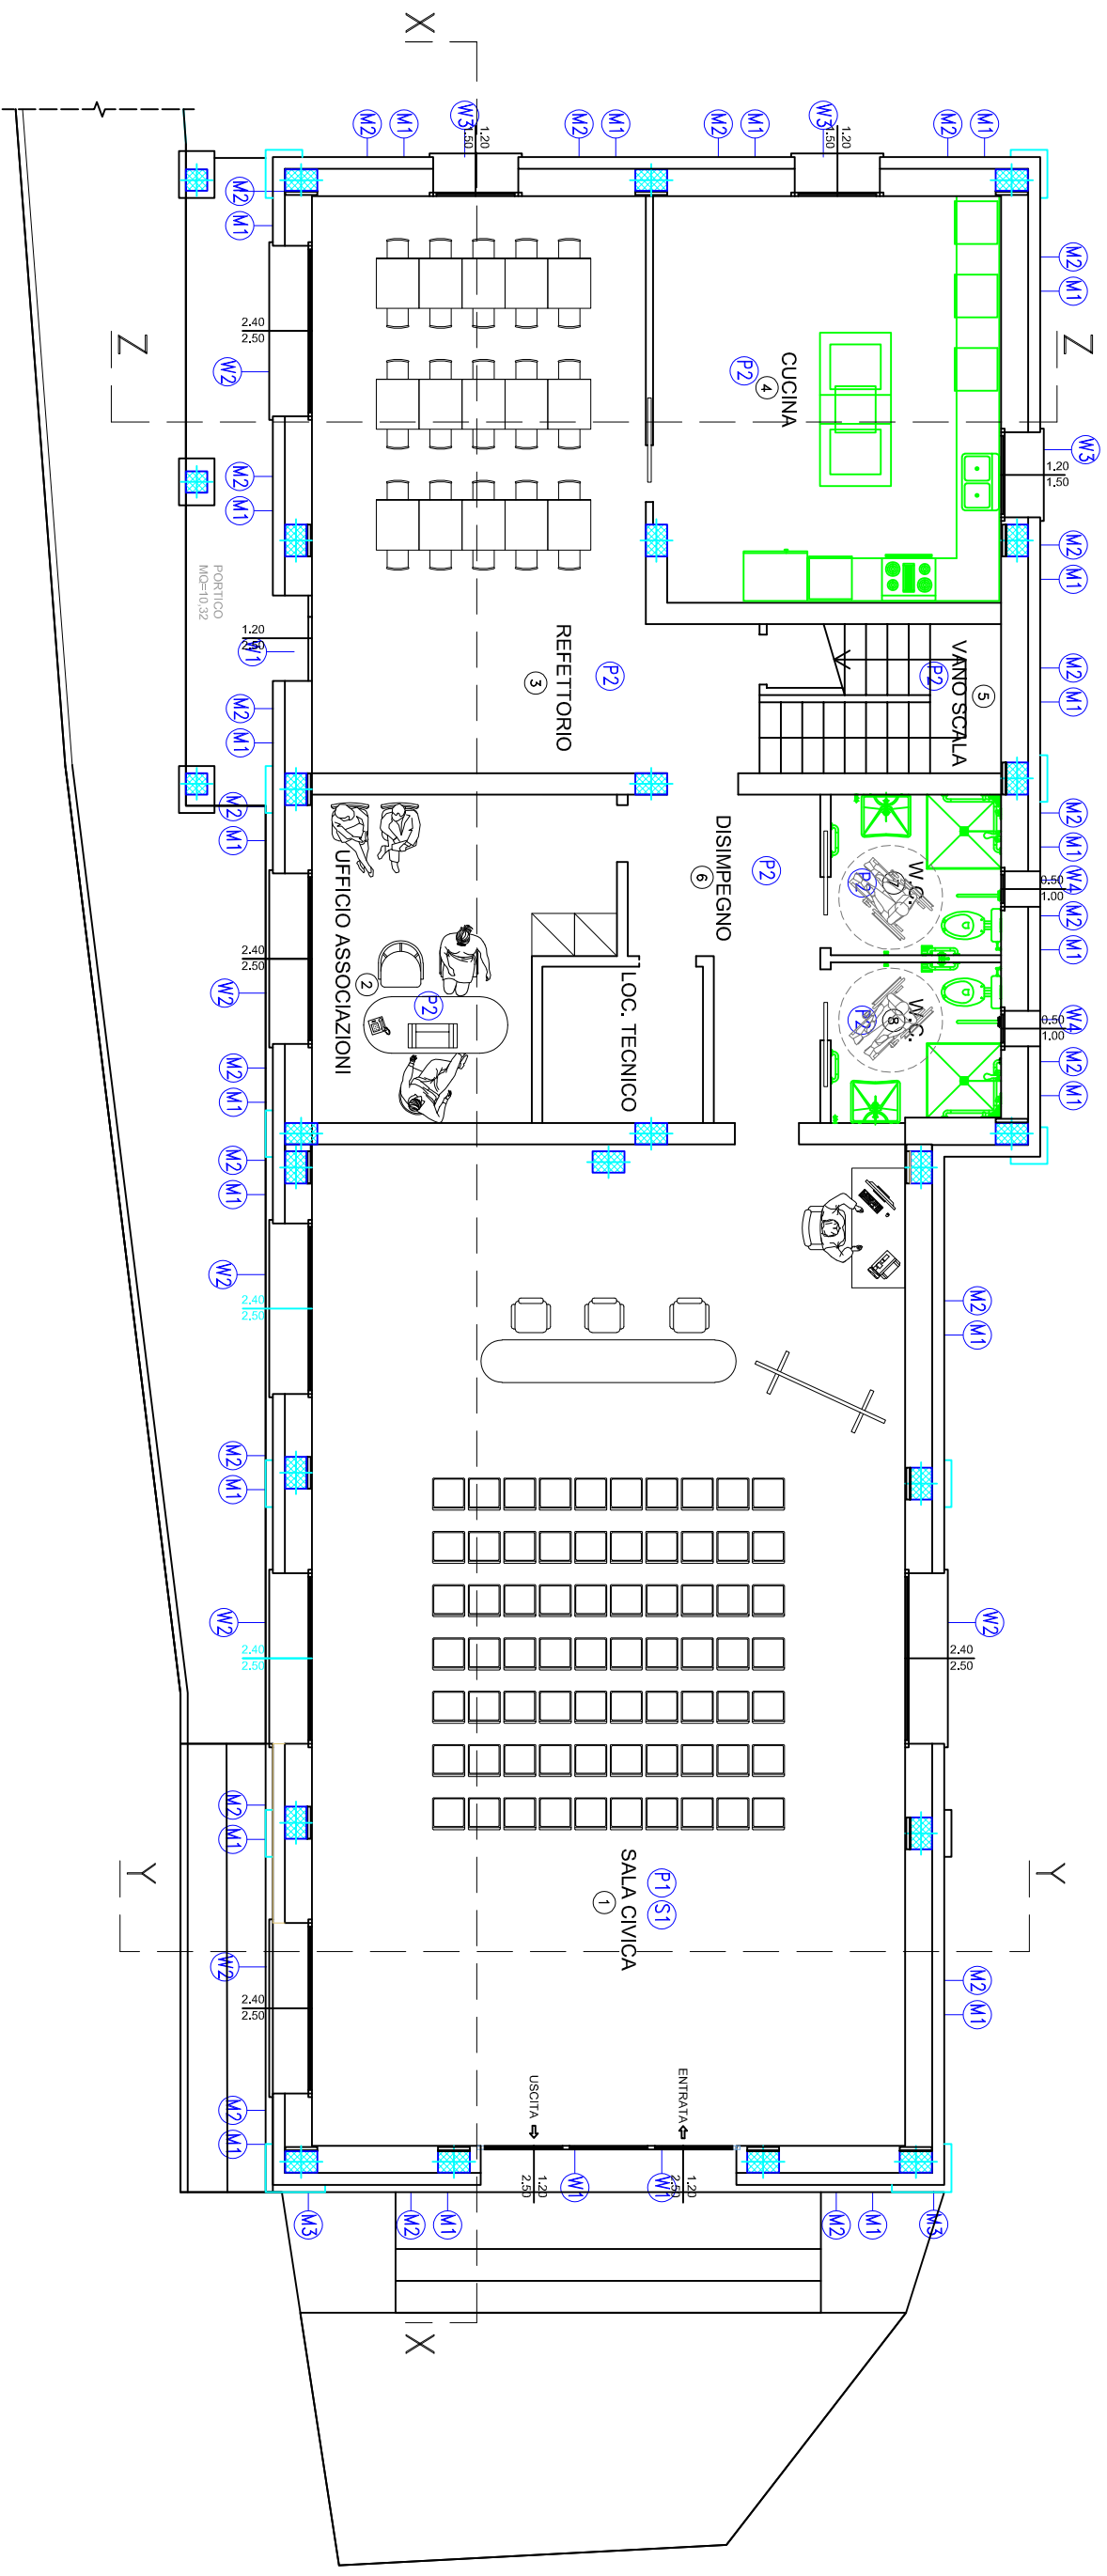 W3
Z
M2 M1
1.20
1.50
M2 M1
M2 M1
M2 M1
W4
0.50
1.00
M2 M1
W4
0.50
1.00
M2 M1
Y
M1
M2
M2 M1
W2
2.40
2.50
M2 M1
5
VANO SCALA
P2
W.C.
7
P2
W.C.
8
P2
M3
M1
M2
W3
1.20
1.50
CUCINA
4
P2
P2
DISIMPEGNO
6
M1
M2
ENTRATA
1.20
2.50
W1
P1 S1
SALA CIVICA
1
LOC. TECNICO
M1
M2
P2
REFETTORIO
3
W1
USCITA
1.20
2.50
W3
1.20
1.50
M1
M2
X
X
M1
M2
P2
2
UFFICIO ASSOCIAZIONI
M3
M2 M1
2.40
2.50
W2
M2 M1
1.20
2.50
W1
M2 M1
M2 M1
2.40
2.50
W2
M2 M1
M2 M1
W2
2.40
2.50
M2 M1
W2
2.40
2.50
M2 M1
W2
2.40
2.50
M2 M1
PORTICO
MQ=10,32
Z
Y